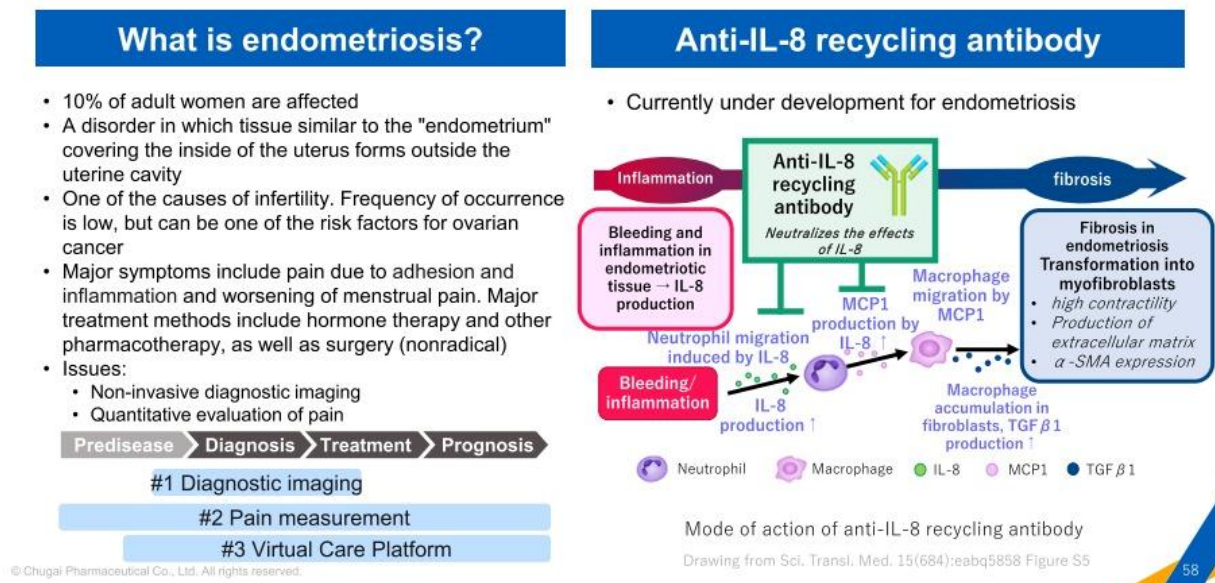 What is endometriosis?
• 10% of adult women are affected
• A disorder in which tissue similar to the "endometrium"
covering the inside of the uterus forms outside the
uterine cavity
• One of the causes of infertility. Frequency of occurrence
is low, but can be one of the risk factors for ovarian
cancer
• Major symptoms include pain due to adhesion and
inflammation and worsening of menstrual pain. Major
treatment methods include hormone therapy and other
pharmacotherapy, as well as surgery (nonradical)
• Issues:
• Non-invasive diagnostic imaging
• Quantitative evaluation of pain
Predisease Diagnosis Treatment Prognosis
#1 Diagnostic imaging
#2 Pain measurement
#3 Virtual Care Platform
© Chugai Pharmaceutical Co., Ltd. All rights reserved.
Anti-IL-8 recycling antibody
• Currently under development for endometriosis
Inflammation
Anti-IL-8
recycling
antibody
Neutralizes the effects
of IL-8
fibrosis
Bleeding and
inflammation in
endometriotic
tissue → IL-8
production
Fibrosis in
endometriosis
Transformation into
myofibroblasts
• high contractility
• Production of
extracellular matrix
• α-SMA expression
Neutrophil migration
induced by IL-8
MCP1
production by
IL-8 ↑
Macrophage
migration by
MCP1
Bleeding/
inflammation
IL-8
production ↑
Macrophage
accumulation in
fibroblasts, TGFβ1
production ↑
Neutrophil Macrophage IL-8 MCP1 TGFβ1
Mode of action of anti-IL-8 recycling antibody
Drawing from Sci. Transl. Med. 15(684):eabq5858 Figure S5
58